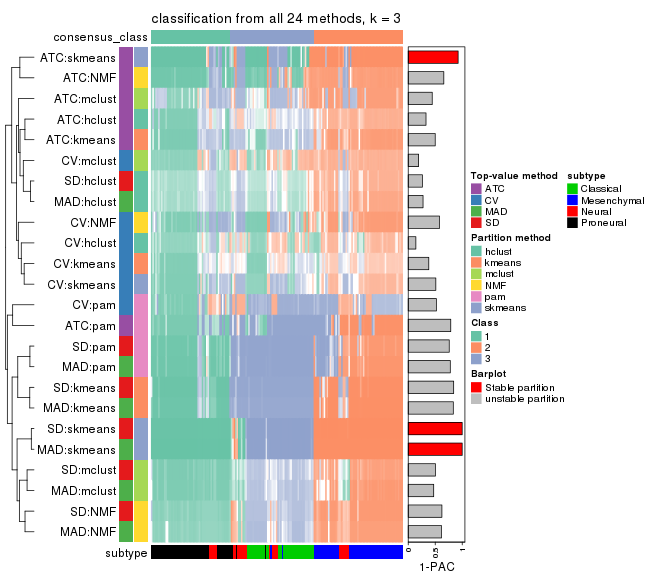 classification from all 24 methods, k = 3
consensus_class
ATC:skmeans
ATC:NMF
ATC:mclust
ATC:hclust
ATC:kmeans
CV:mclust
SD:hclust
MAD:hclust
CV:NMF
CV:hclust
CV:kmeans
CV:skmeans
CV:pam
ATC:pam
SD:pam
MAD:pam
SD:kmeans
MAD:kmeans
SD:skmeans
MAD:skmeans
SD:mclust
MAD:mclust
SD:NMF
MAD:NMF
subtype
0 0.5 1
1-PAC
Top-value method
ATC
CV
MAD
SD
Partition method
hclust
kmeans
mclust
NMF
pam
skmeans
Class
1
2
3
Barplot
Stable partition
unstable partition
subtype
Classical
Mesenchymal
Neural
Proneural